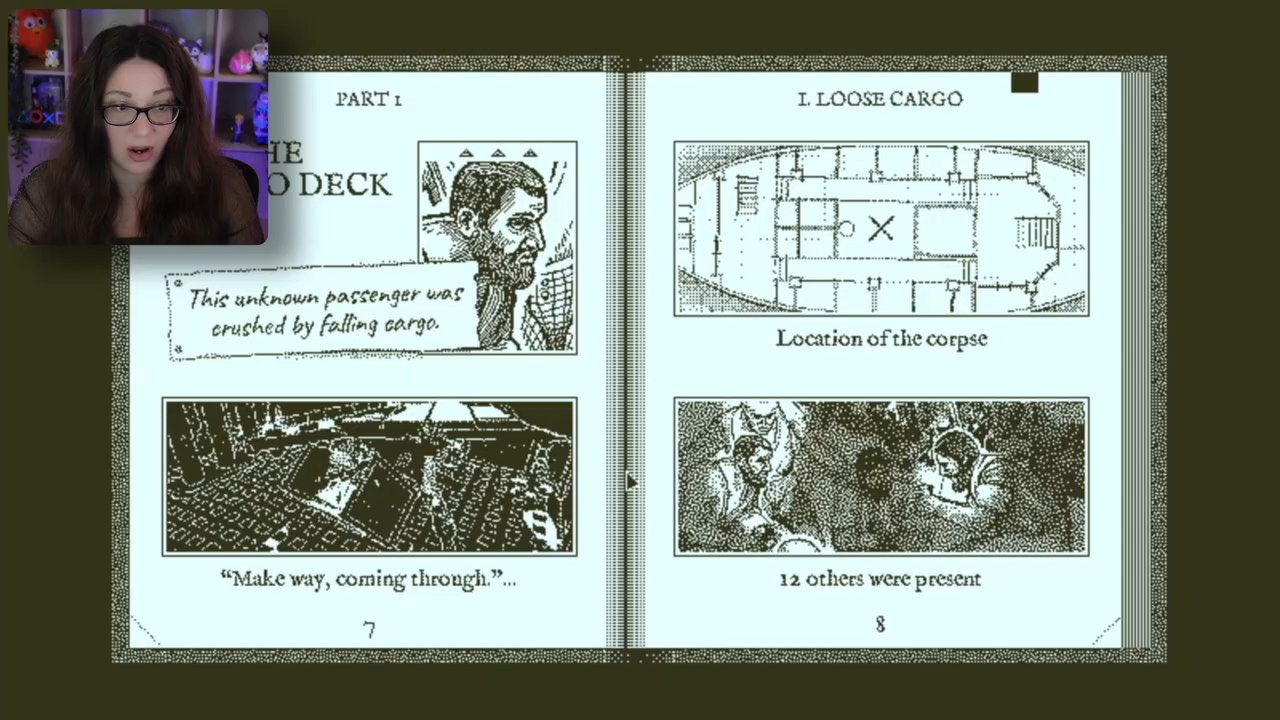 PART 1
I. LOOSE CARGO
HE
O DECK
This unknown passenger was
crushed by falling cargo.
Location of the corpse
"Make way, coming through."...
12 others were present
7
8